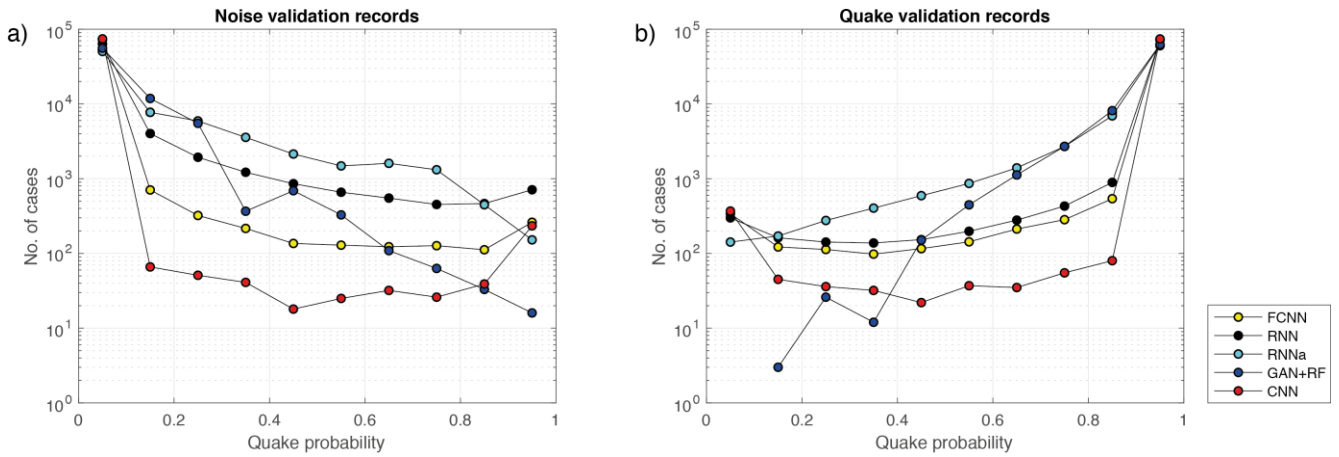 a)
Noise validation records
No. of cases
10^5
10^4
10^3
10^2
10^1
10^0
0
0.2
0.4
0.6
0.8
1
Quake probability
b)
Quake validation records
No. of cases
10^5
10^4
10^3
10^2
10^1
10^0
0
0.2
0.4
0.6
0.8
1
Quake probability
FCNN
RNN
RNNa
GAN+RF
CNN